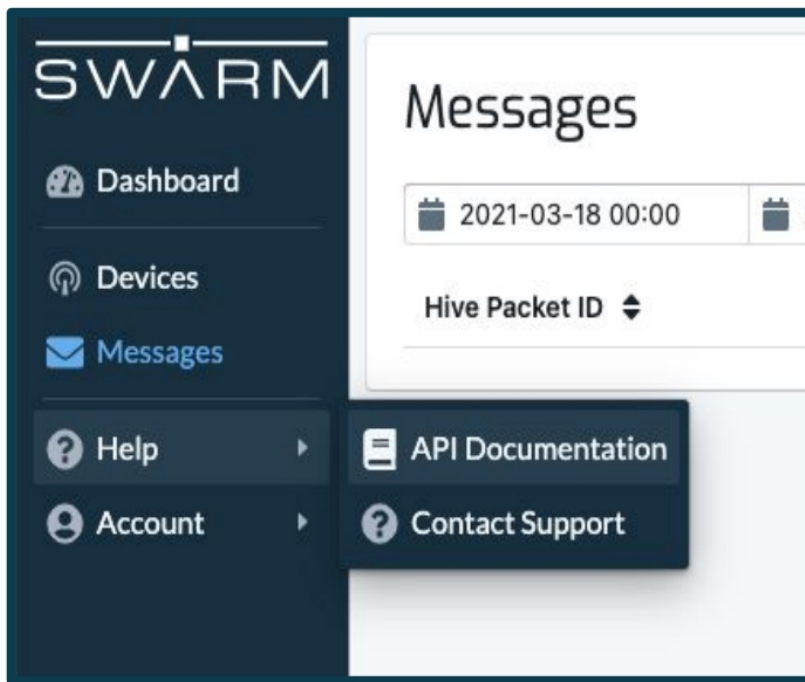 SWARM
Dashboard
Devices
Messages
Help
Account
API Documentation
Contact Support
Messages
2021-03-18 00:00
Hive Packet ID